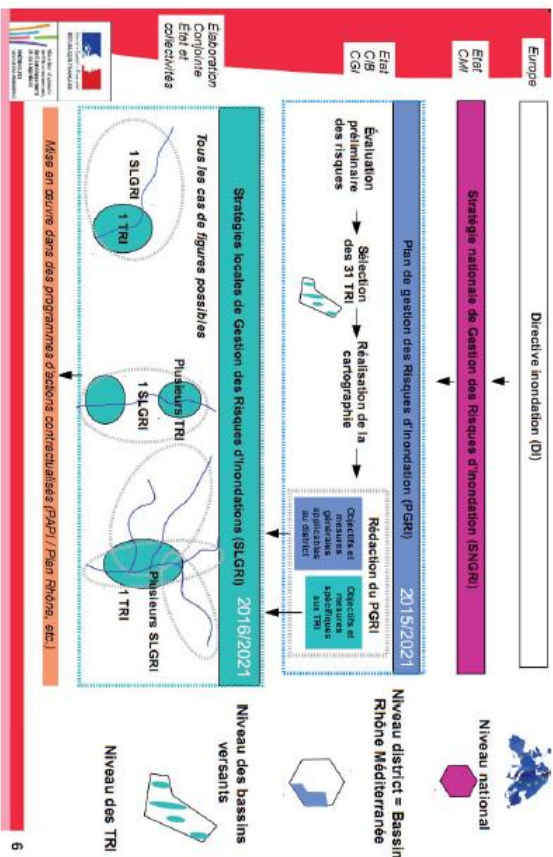 Europe
Directive inondation (DI)
Etat
CMI
Stratégie nationale de Gestion des Risques d'Inondation (SNGRI)
Niveau national
Etat
CIB
CGI
Plan de gestion des Risques d'Inondation (PGRI)
2015/2021
Niveau district = Bassin
Rhône Méditerranée
Évaluation
préliminaire
des risques
Sélection
des 31 TRI
Réalisation de la
cartographie
Rédaction du PGRI
Objectifs et
mesures
générales
applicables
au district
Objectifs et
mesures
spécifiques
aux TRI
Elaboration
Conjointe
Etat et
collectivités
Stratégies locales de Gestion des Risques d'Inondations (SLGRI)
2016/2021
Tous les cas de figures possibles
1 SLGRI
1 TRI
Plusieurs TRI
1 SLGRI
Plusieurs SLGRI
1 TRI
Niveau des bassins
versants
Niveau des TRI
Mise en œuvre dans des programmes d'actions contractualisés (PAPI / Plan Rhône, etc.)
RÉPUBLIQUE FRANÇAISE
6